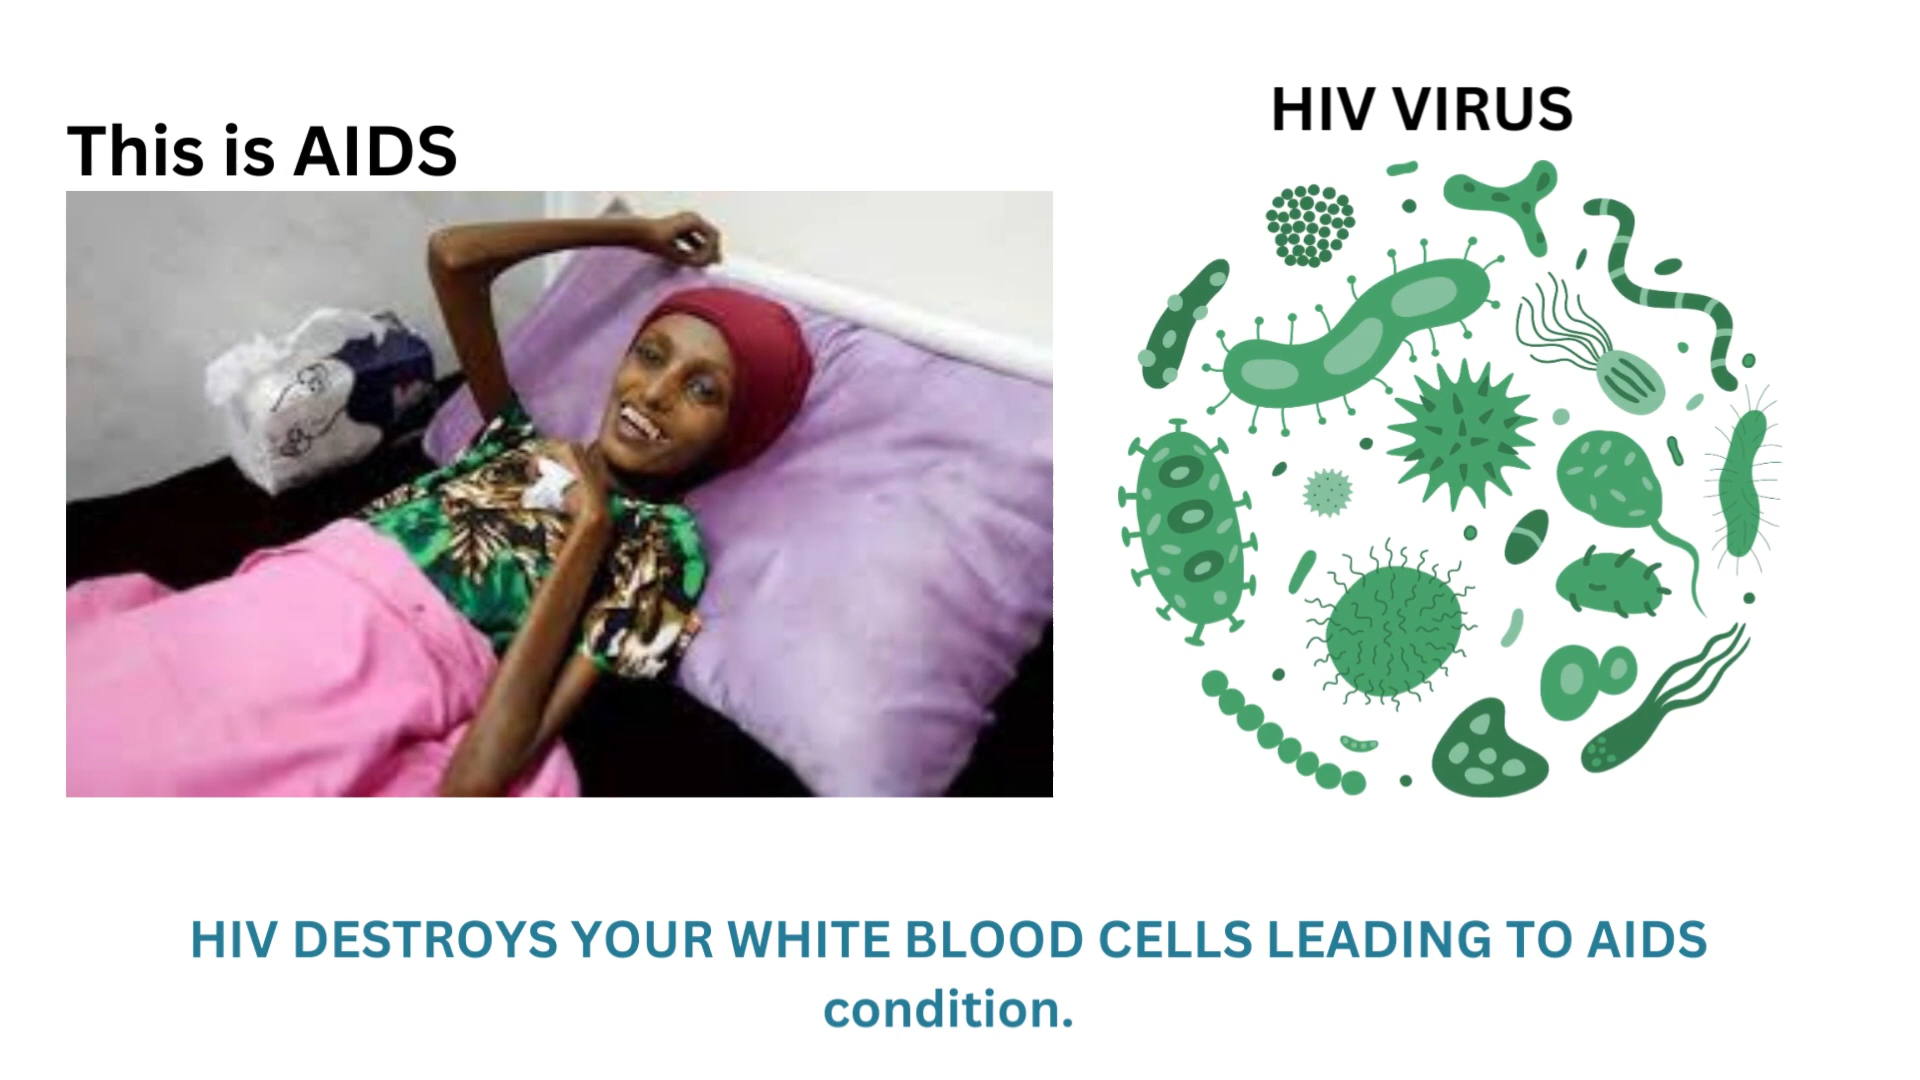 This is AIDS
HIV VIRUS
HIV DESTROYS YOUR WHITE BLOOD CELLS LEADING TO AIDS
condition.